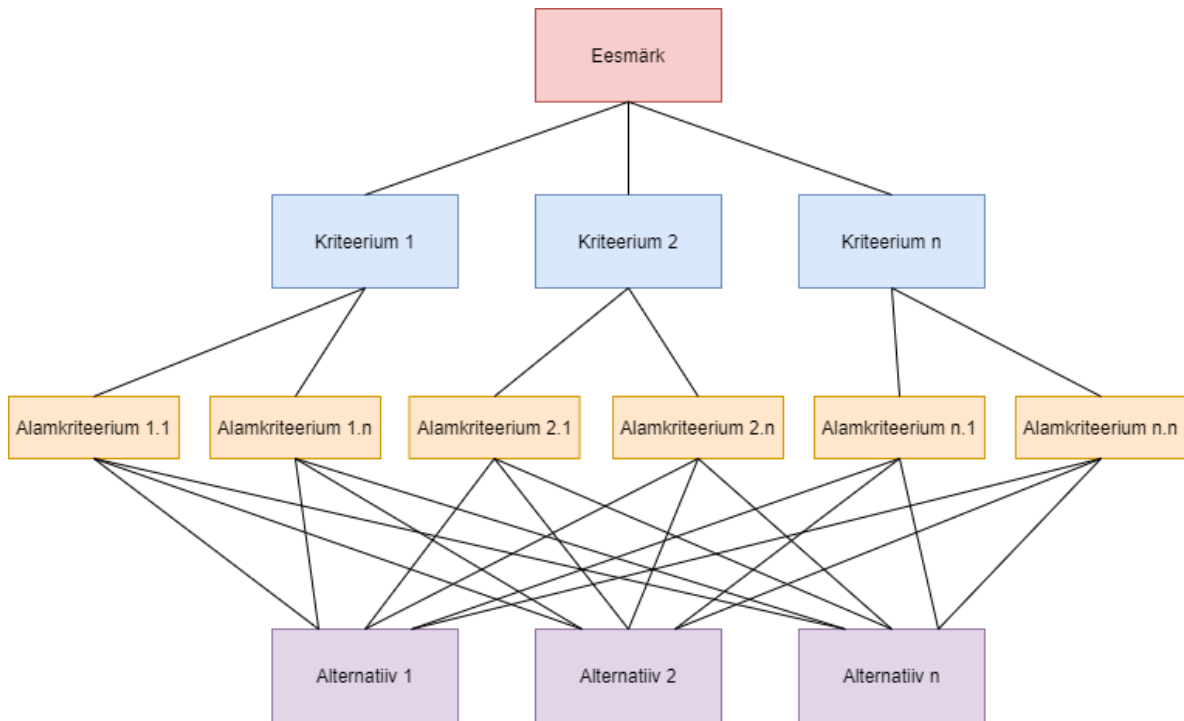 Eesmärk
Kriteerium 1
Kriteerium 2
Kriteerium n
Alamkriteerium 1.1
Alamkriteerium 1.n
Alamkriteerium 2.1
Alamkriteerium 2.n
Alamkriteerium n.1
Alamkriteerium n.n
Alternatiiv 1
Alternatiiv 2
Alternatiiv n